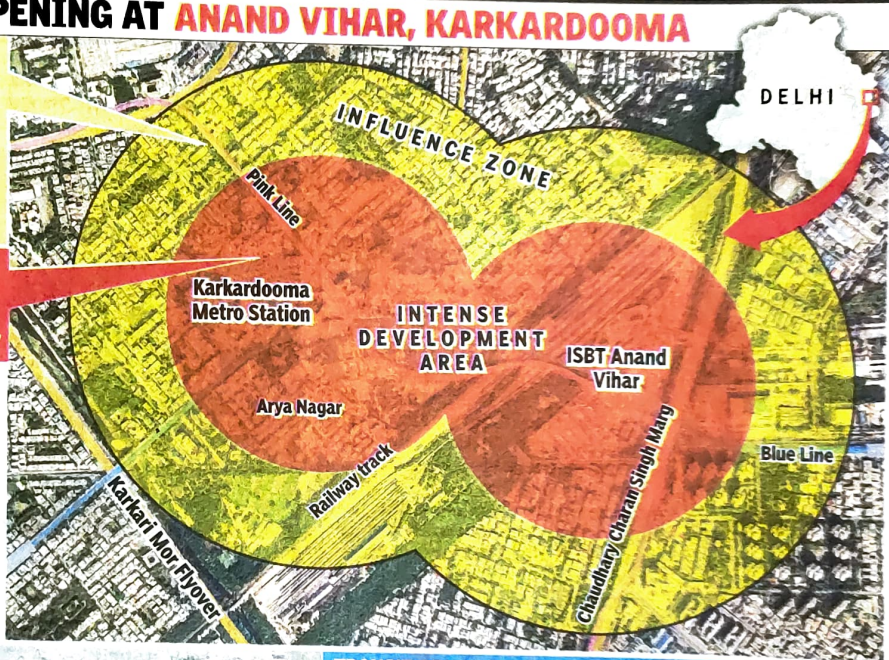 PENING AT ANAND VIHAR, KARKARDOOMA
DELHI
INFLUENCE ZONE
Pink Line
Karkardooma
Metro Station
INTENSE
DEVELOPMENT
AREA
ISBT Anand
Vihar
Arya Nagar
Railway track
Chaudhary Charan Singh Marg
Blue Line
Karkari Mor Flyover